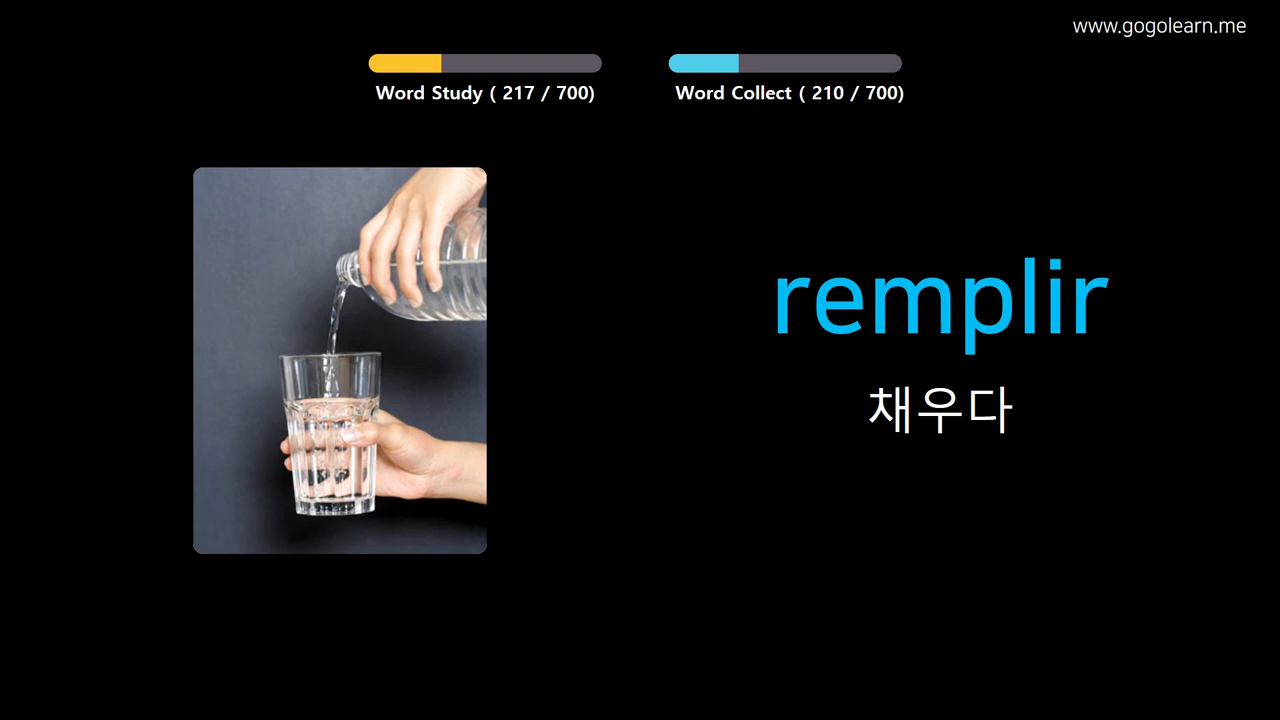 www.gogolearn.me
Word Study ( 217 / 700)
Word Collect ( 210 / 700)
remplir
채우다